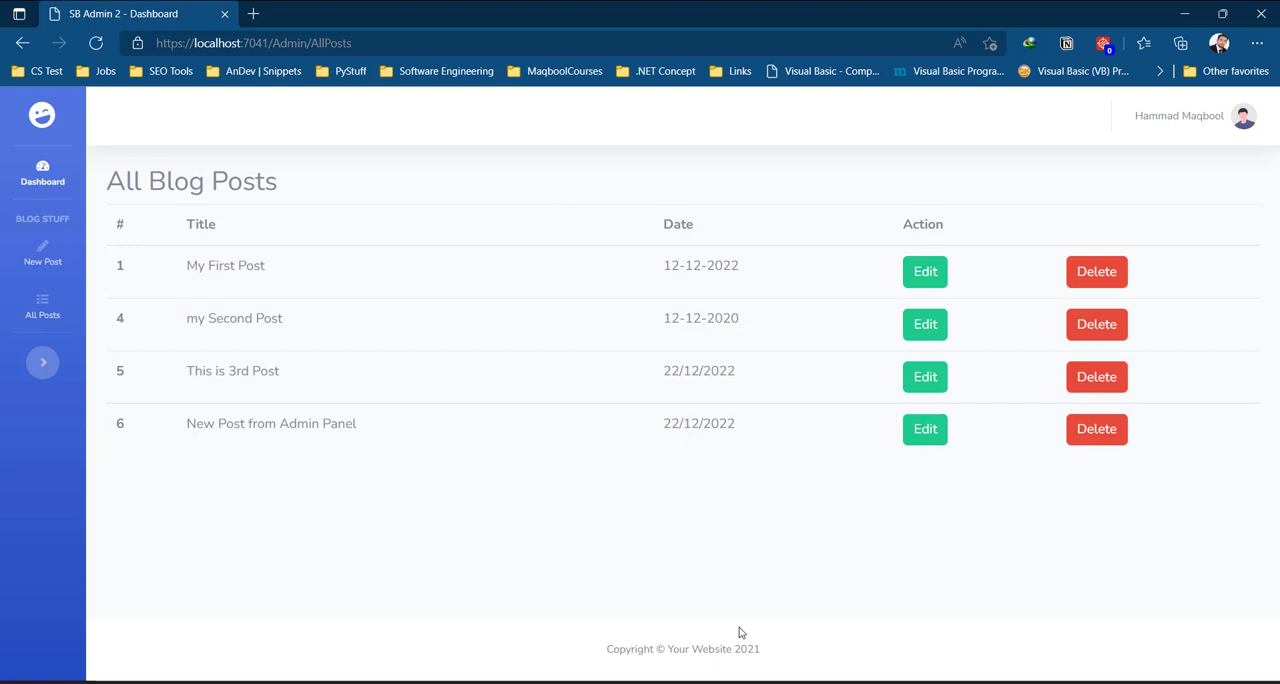 SB Admin 2 - Dashboard
https://localhost:7041/Admin/AllPosts
0
CS Test Jobs SEO Tools AnDev | Snippets PyStuff Software Engineering MaqboolCourses .NET Concept Links Visual Basic - Comp... Visual Basic Progra... Visual Basic (VB) Pr... Other favorites
Hammad Maqbool
Dashboard
BLOG STUFF
New Post
All Posts
All Blog Posts
# Title Date Action
1 My First Post 12-12-2022 Edit Delete
4 my Second Post 12-12-2020 Edit Delete
5 This is 3rd Post 22/12/2022 Edit Delete
6 New Post from Admin Panel 22/12/2022 Edit Delete
Copyright © Your Website 2021